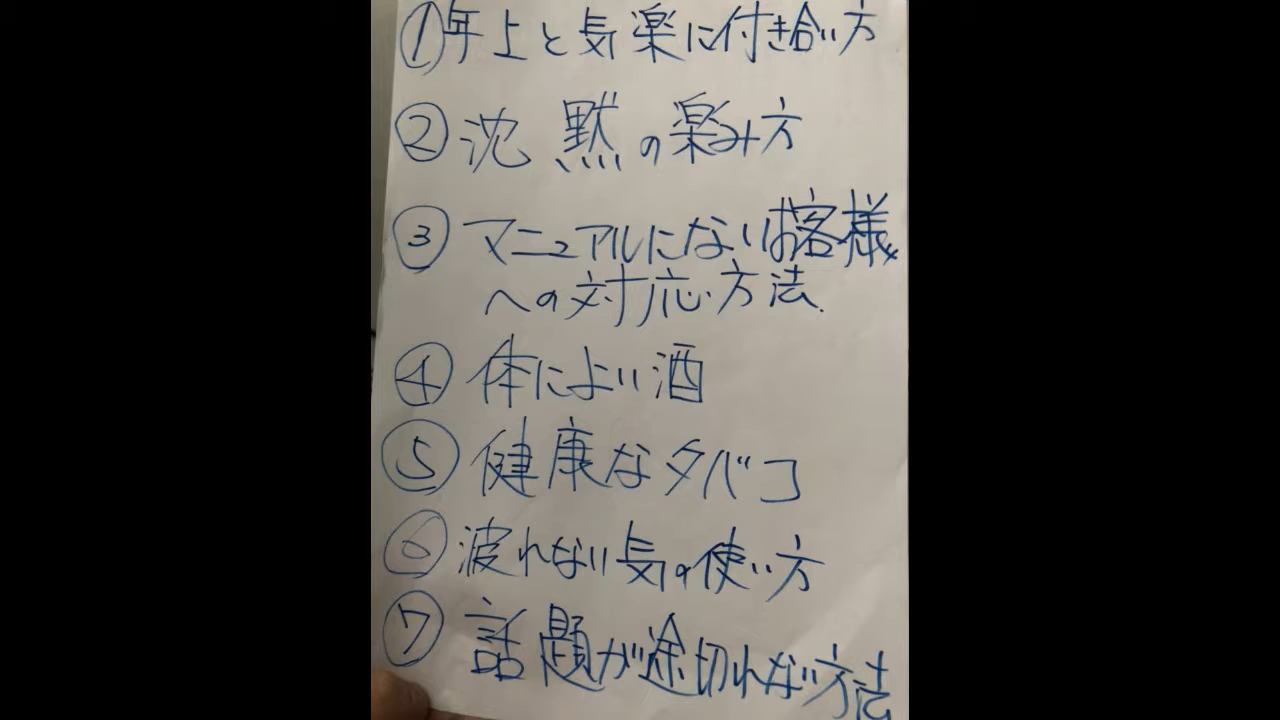 ①年上と気楽に付き合い方
②沈黙の楽み方
③マニュアルにないお客様
への対応方法
④体によい酒
⑤健康なタバコ
⑥波れない気の使い方
⑦話題が途切れない方法